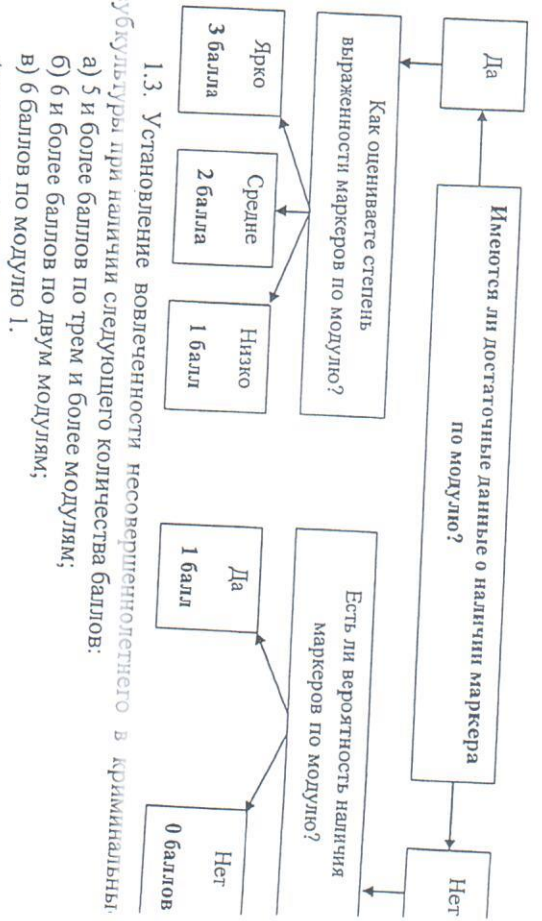 Имеются ли достаточные данные о наличии маркера
по модулю?
Да
Нет
Как оцениваете степень
выраженности маркеров по модулю?
Есть ли вероятность наличия
маркеров по модулю?
Ярко
3 балла
Средне
2 балла
Низко
1 балл
Да
1 балл
Нет
0 баллов
1.3. Установление вовлеченности несовершеннолетнего в криминальны
убкультуры при наличии следующего количества баллов:
а) 5 и более баллов по трем и более модулям;
б) 6 и более баллов по двум модулям;
в) 6 баллов по модулю 1.